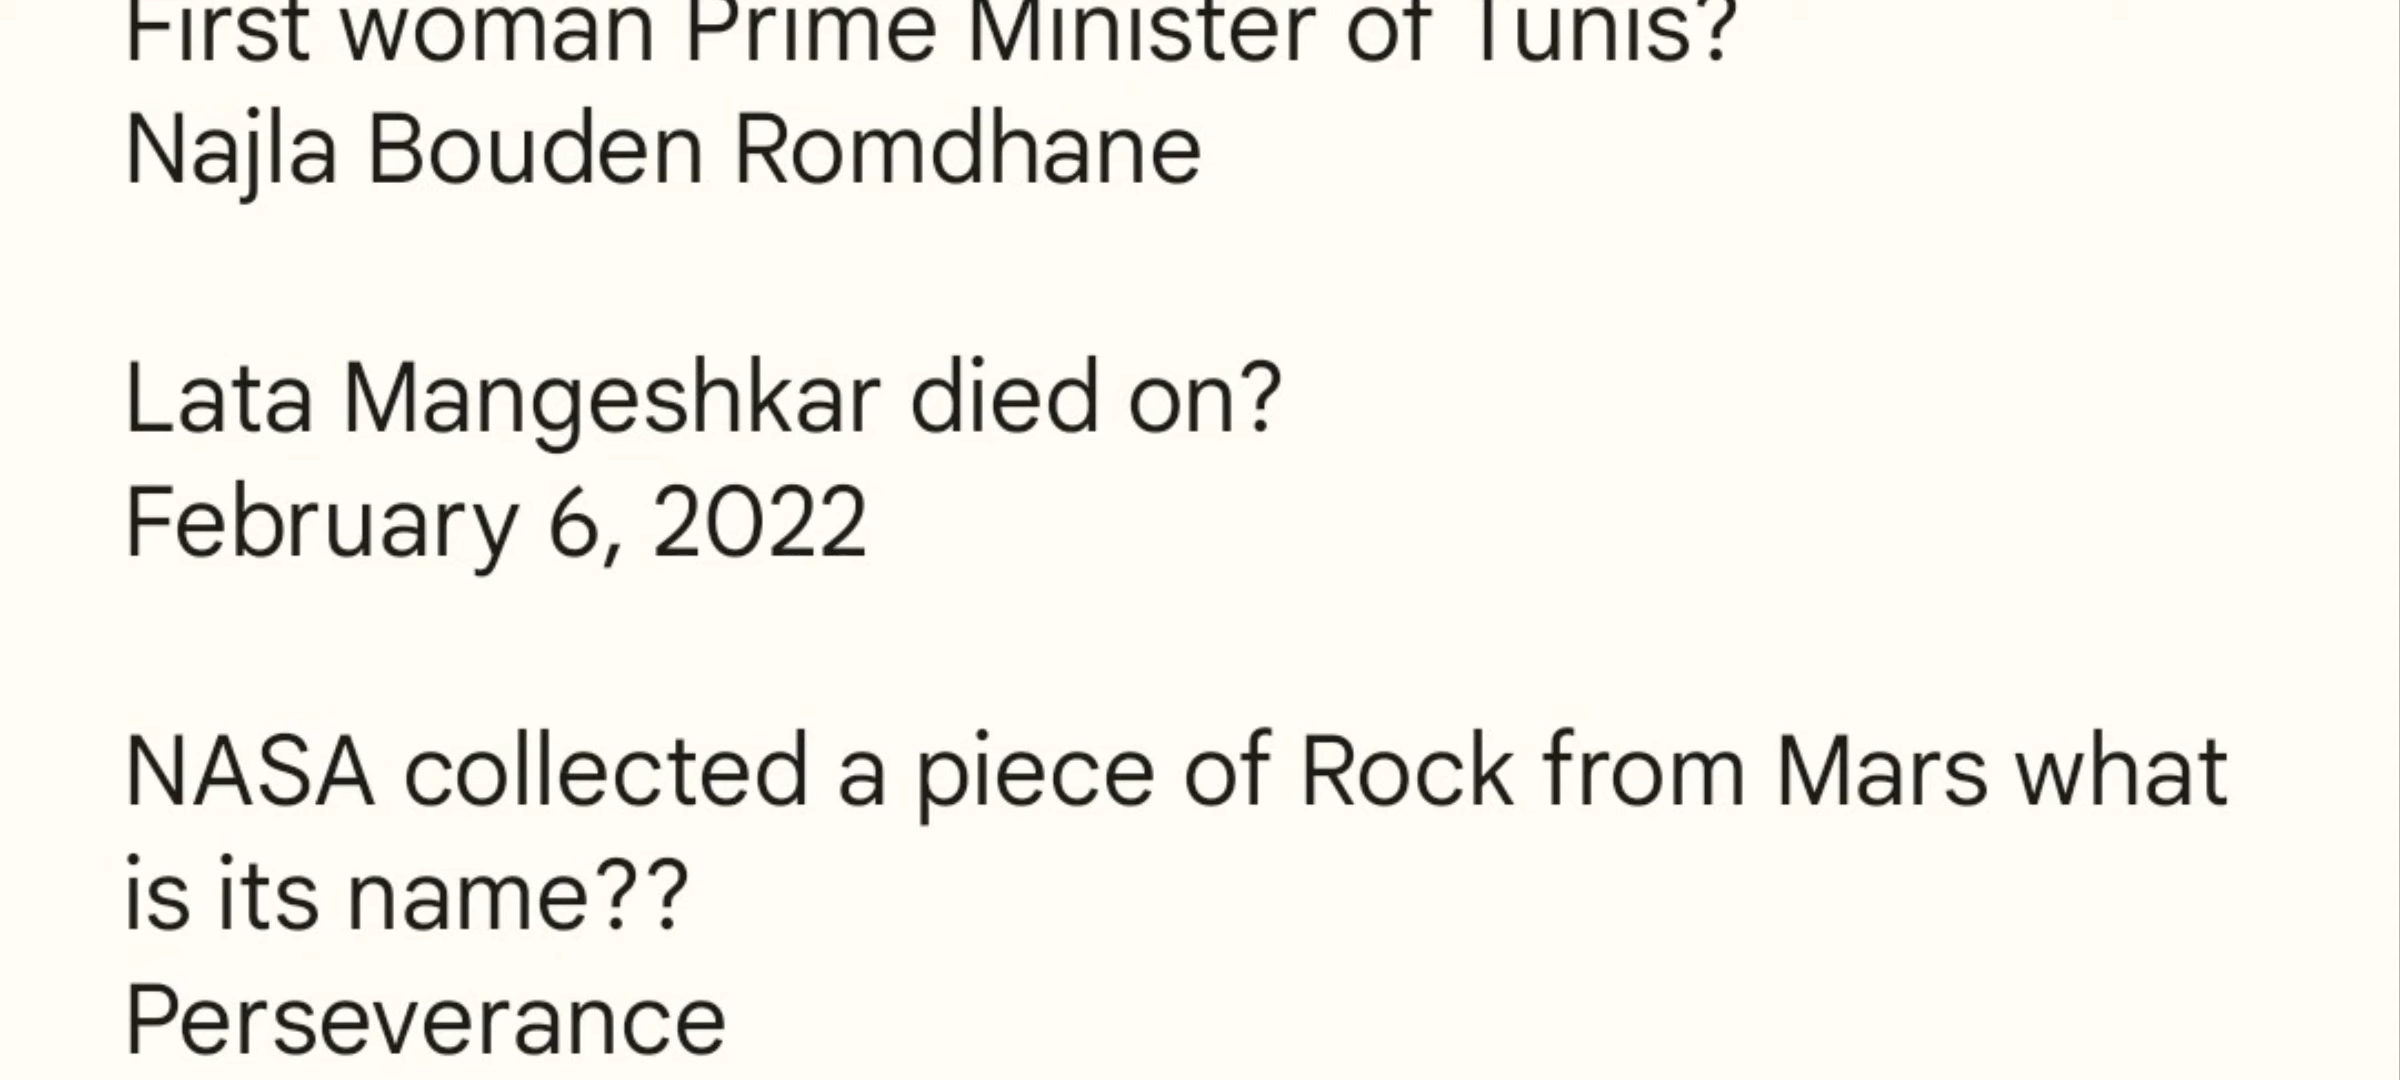 First woman Prime Minister of Tunis?
Najla Bouden Romdhane
Lata Mangeshkar died on?
February 6, 2022
NASA collected a piece of Rock from Mars what
is its name??
Perseverance